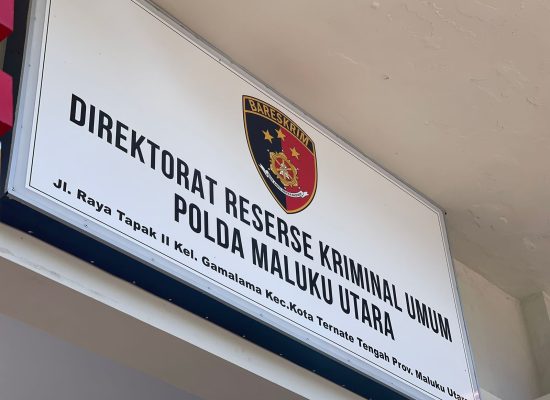 BARESKRIM
DIREKTORAT RESERSE KRIMINAL UMUM
POLDA MALUKU UTARA
Jl. Raya Tapak II Kel. Gamalama Kec.Kota Ternate Tengah Prov. Maluku Utara